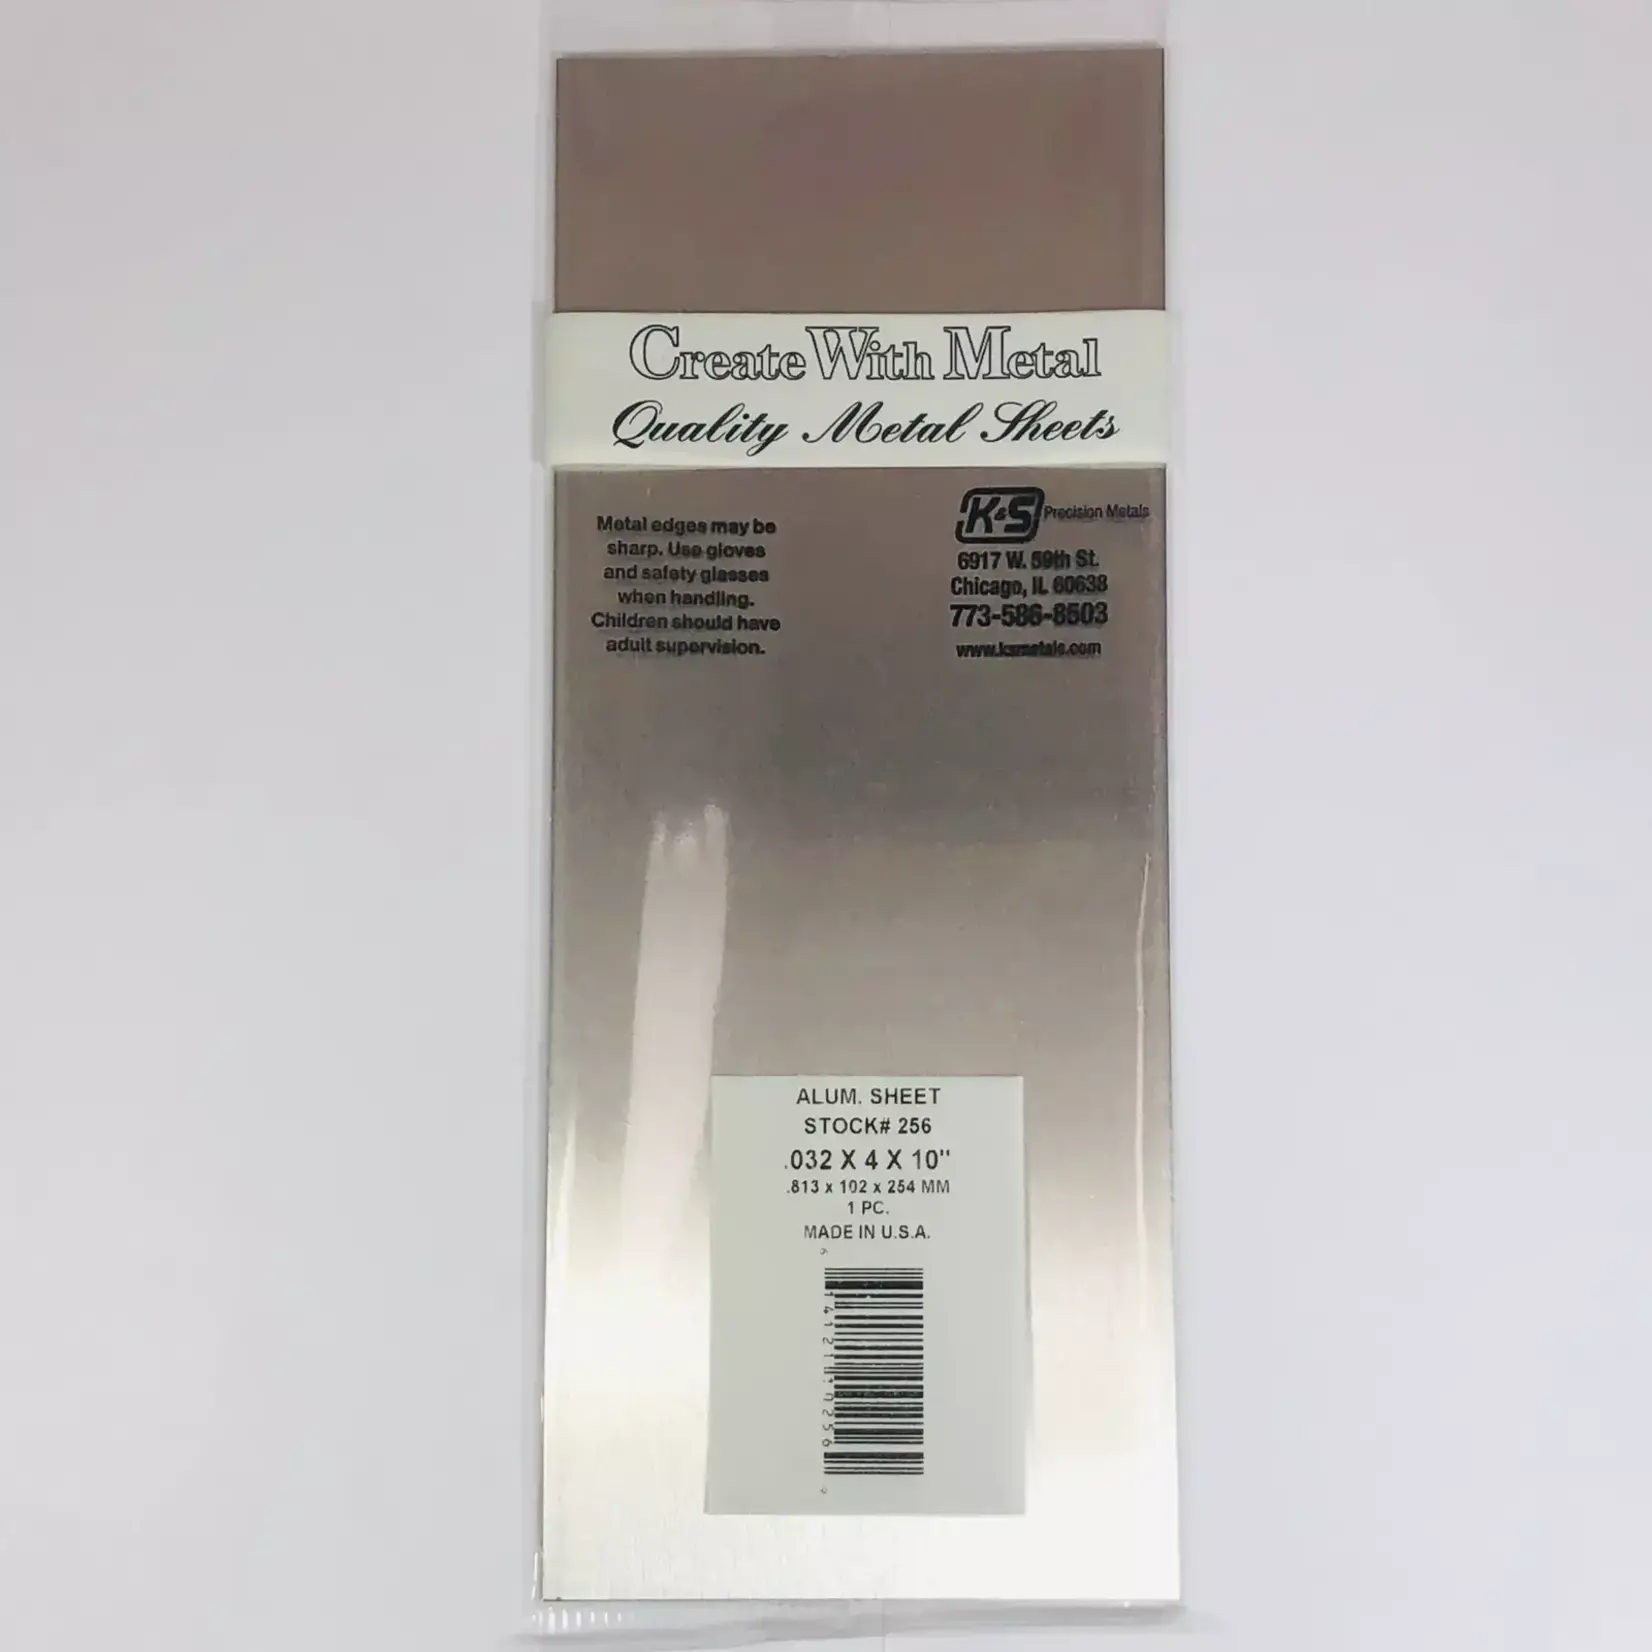 Create With Metal
Quality Metal Sheets
Metal edges may be
sharp. Use gloves
and safety glasses
when handling.
Children should have
adult supervision.
K&S Precision Metals
6917 W. 59th St.
Chicago, IL 60638
773-586-8503
www.ksmetals.com
ALUM. SHEET
STOCK# 256
.032 X 4 X 10"
.813 x 102 x 254 MM
1 PC.
MADE IN U.S.A.